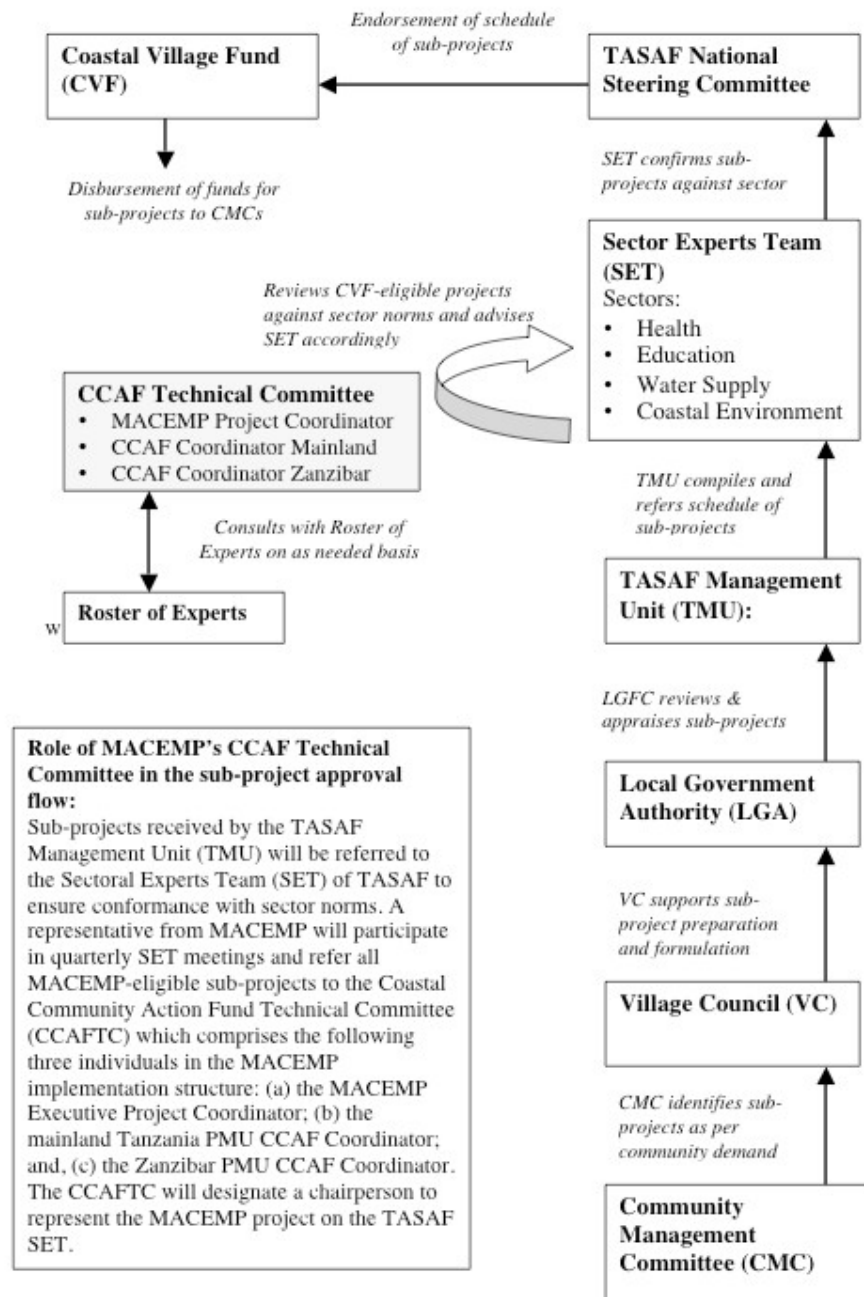 Endorsement of schedule
of sub-projects
Coastal Village Fund
(CVF)
TASAF National
Steering Committee
Disbursement of funds for
sub-projects to CMCs
SET confirms sub-
projects against sector
Sector Experts Team
(SET)
Sectors:
• Health
• Education
• Water Supply
• Coastal Environment
Reviews CVF-eligible projects
against sector norms and advises
SET accordingly
CCAF Technical Committee
• MACEMP Project Coordinator
• CCAF Coordinator Mainland
• CCAF Coordinator Zanzibar
TMU compiles and
refers schedule of
sub-projects
Consults with Roster of
Experts on as needed basis
TASAF Management
Unit (TMU):
Roster of Experts
w
LGFC reviews &
appraises sub-projects
Role of MACEMP's CCAF Technical
Committee in the sub-project approval
flow:
Sub-projects received by the TASAF
Management Unit (TMU) will be referred to
the Sectoral Experts Team (SET) of TASAF to
ensure conformance with sector norms. A
representative from MACEMP will participate
in quarterly SET meetings and refer all
MACEMP-eligible sub-projects to the Coastal
Community Action Fund Technical Committee
(CCAFTC) which comprises the following
three individuals in the MACEMP
implementation structure: (a) the MACEMP
Executive Project Coordinator; (b) the
mainland Tanzania PMU CCAF Coordinator;
and, (c) the Zanzibar PMU CCAF Coordinator.
The CCAFTC will designate a chairperson to
represent the MACEMP project on the TASAF
SET.
Local Government
Authority (LGA)
VC supports sub-
project preparation
and formulation
Village Council (VC)
CMC identifies sub-
projects as per
community demand
Community
Management
Committee (CMC)